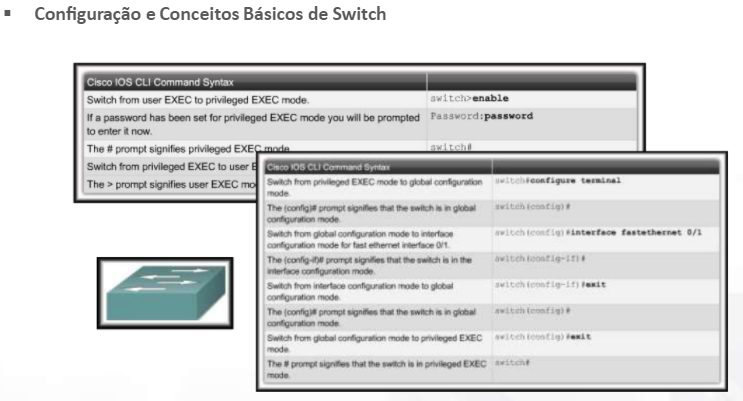 ▪ Configuração e Conceitos Básicos de Switch
Cisco IOS CLI Command Syntax
Switch from user EXEC to privileged EXEC mode. switch>enable
If a password has been set for privileged EXEC mode you will be prompted Password:password
to enter it now.
The # prompt signifies privileged EXEC mode. switch#
Switch from privileged EXEC to user
The > prompt signifies user EXEC
Cisco IOS CLI Command Syntax
Switch from privileged EXEC mode to global configuration switch#configure terminal
mode.
The (config)# prompt signifies that the switch is in global switch(config)#
configuration mode.
Switch from global configuration mode to interface switch(config)#interface fastethernet 0/1
configuration mode for fast ethernet interface 0/1.
The (config-if)# prompt signifies that the switch is in the switch(config-if)#
interface configuration mode.
Switch from interface configuration mode to global switch(config-if)#exit
configuration mode.
The (config)# prompt signifies that the switch is in global switch(config)#
configuration mode.
Switch from global configuration mode to privileged EXEC switch(config)#exit
mode.
The # prompt signifies that the switch is in privileged EXEC switch#
mode.